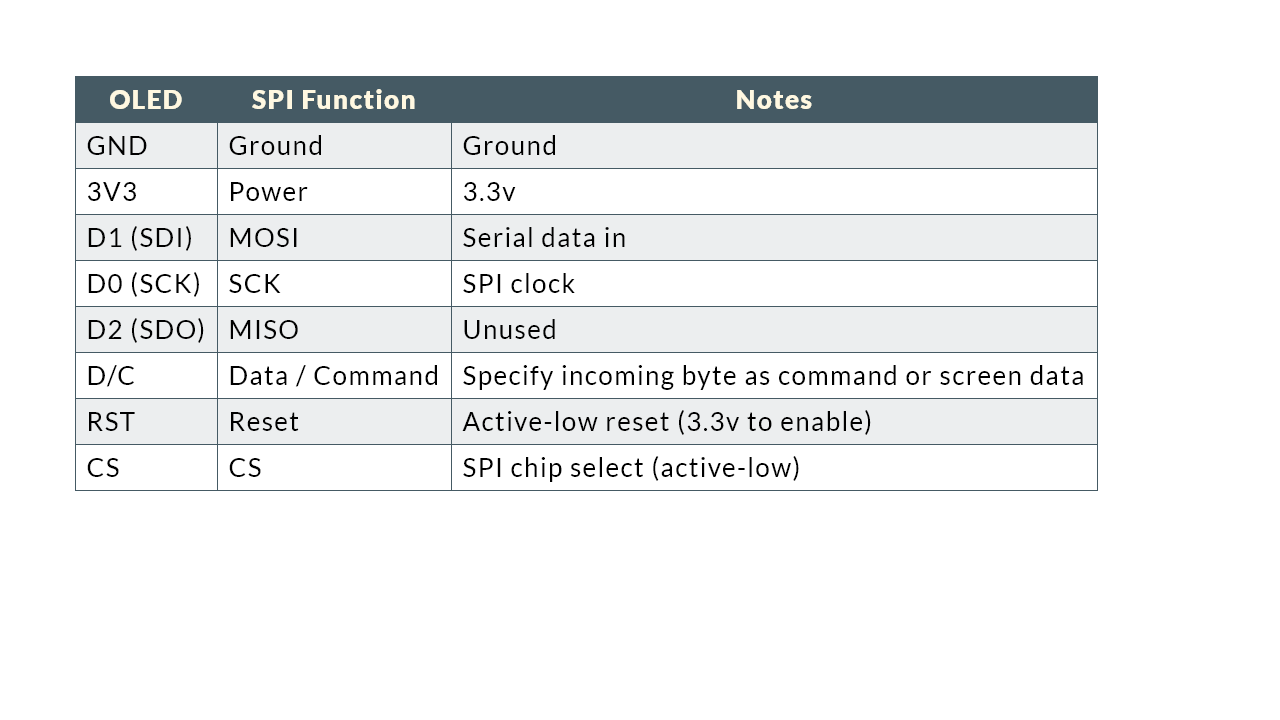 OLED SPI Function Notes
GND Ground Ground
3V3 Power 3.3v
D1 (SDI) MOSI Serial data in
D0 (SCK) SCK SPI clock
D2 (SDO) MISO Unused
D/C Data / Command Specify incoming byte as command or screen data
RST Reset Active-low reset (3.3v to enable)
CS CS SPI chip select (active-low)